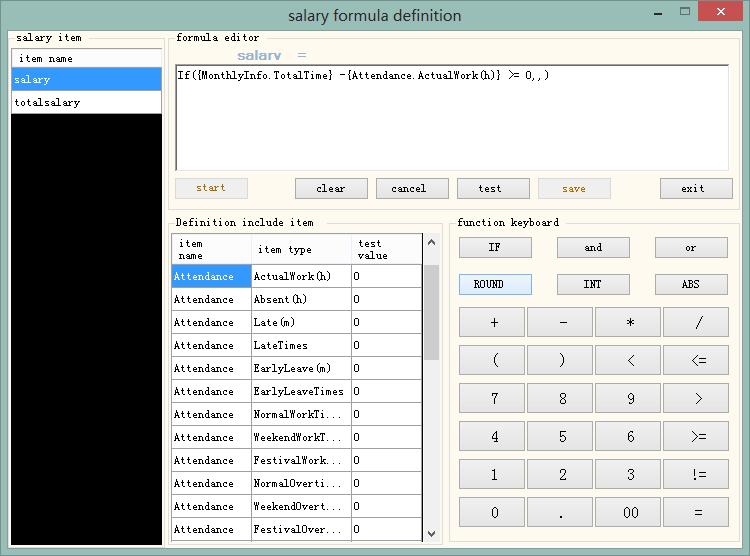 salary formula definition
salary item
item name
salary
totalsalary
formula editor
salary =
If({MonthlyInfo.TotalTime} -{Attendance.ActualWork(h)} >= 0,,)
start clear cancel test save exit
Definition include item
item name item type test value
Attendance ActualWork(h) 0
Attendance Absent(h) 0
Attendance Late(m) 0
Attendance LateTimes 0
Attendance EarlyLeave(m) 0
Attendance EarlyLeaveTimes 0
Attendance NormalWorkTi... 0
Attendance WeekendWorkT... 0
Attendance FestivalWork... 0
Attendance NormalOverti... 0
Attendance WeekendOvert... 0
Attendance FestivalOver... 0
function keyboard
IF and or
ROUND INT ABS
+ - * /
( ) < <=
7 8 9 >
4 5 6 >=
1 2 3 !=
0 . 00 =